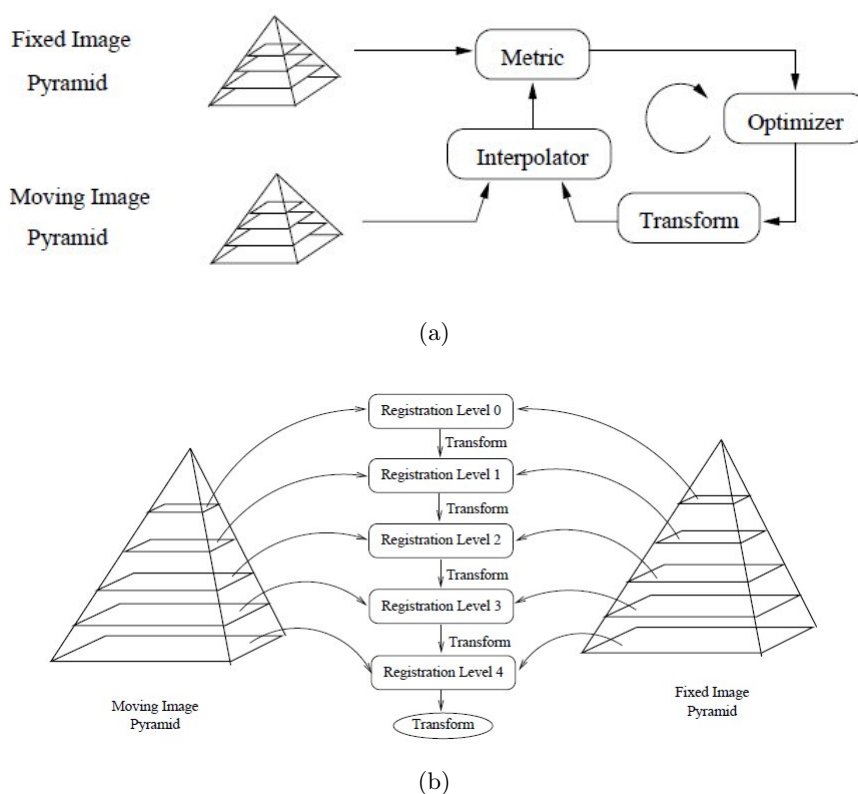 Fixed Image
Pyramid
Metric
Optimizer
Interpolator
Moving Image
Pyramid
Transform
(a)
Registration Level 0
Transform
Registration Level 1
Transform
Registration Level 2
Transform
Registration Level 3
Transform
Registration Level 4
Transform
Moving Image
Pyramid
Fixed Image
Pyramid
(b)